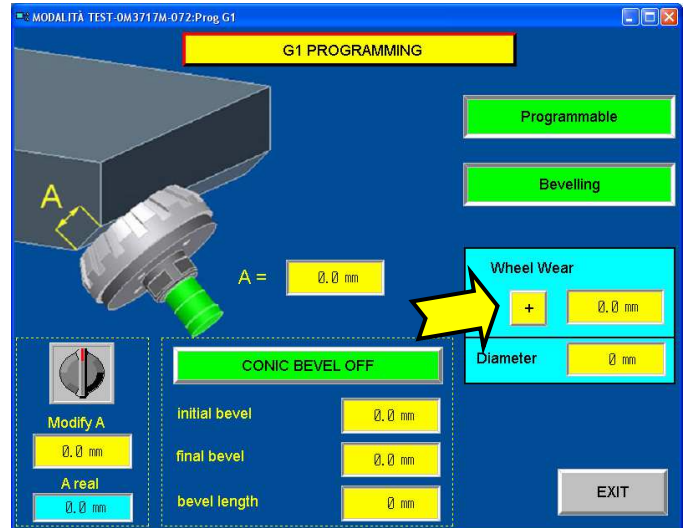 MODALITÀ TEST-0M3717M-072:Prog G1
G1 PROGRAMMING
Programmable
Bevelling
A
A =
0.0 mm
Wheel Wear
+
0.0 mm
Diameter
0 mm
CONIC BEVEL OFF
initial bevel
0.0 mm
final bevel
0.0 mm
bevel length
0 mm
Modify A
0.0 mm
A real
0.0 mm
EXIT